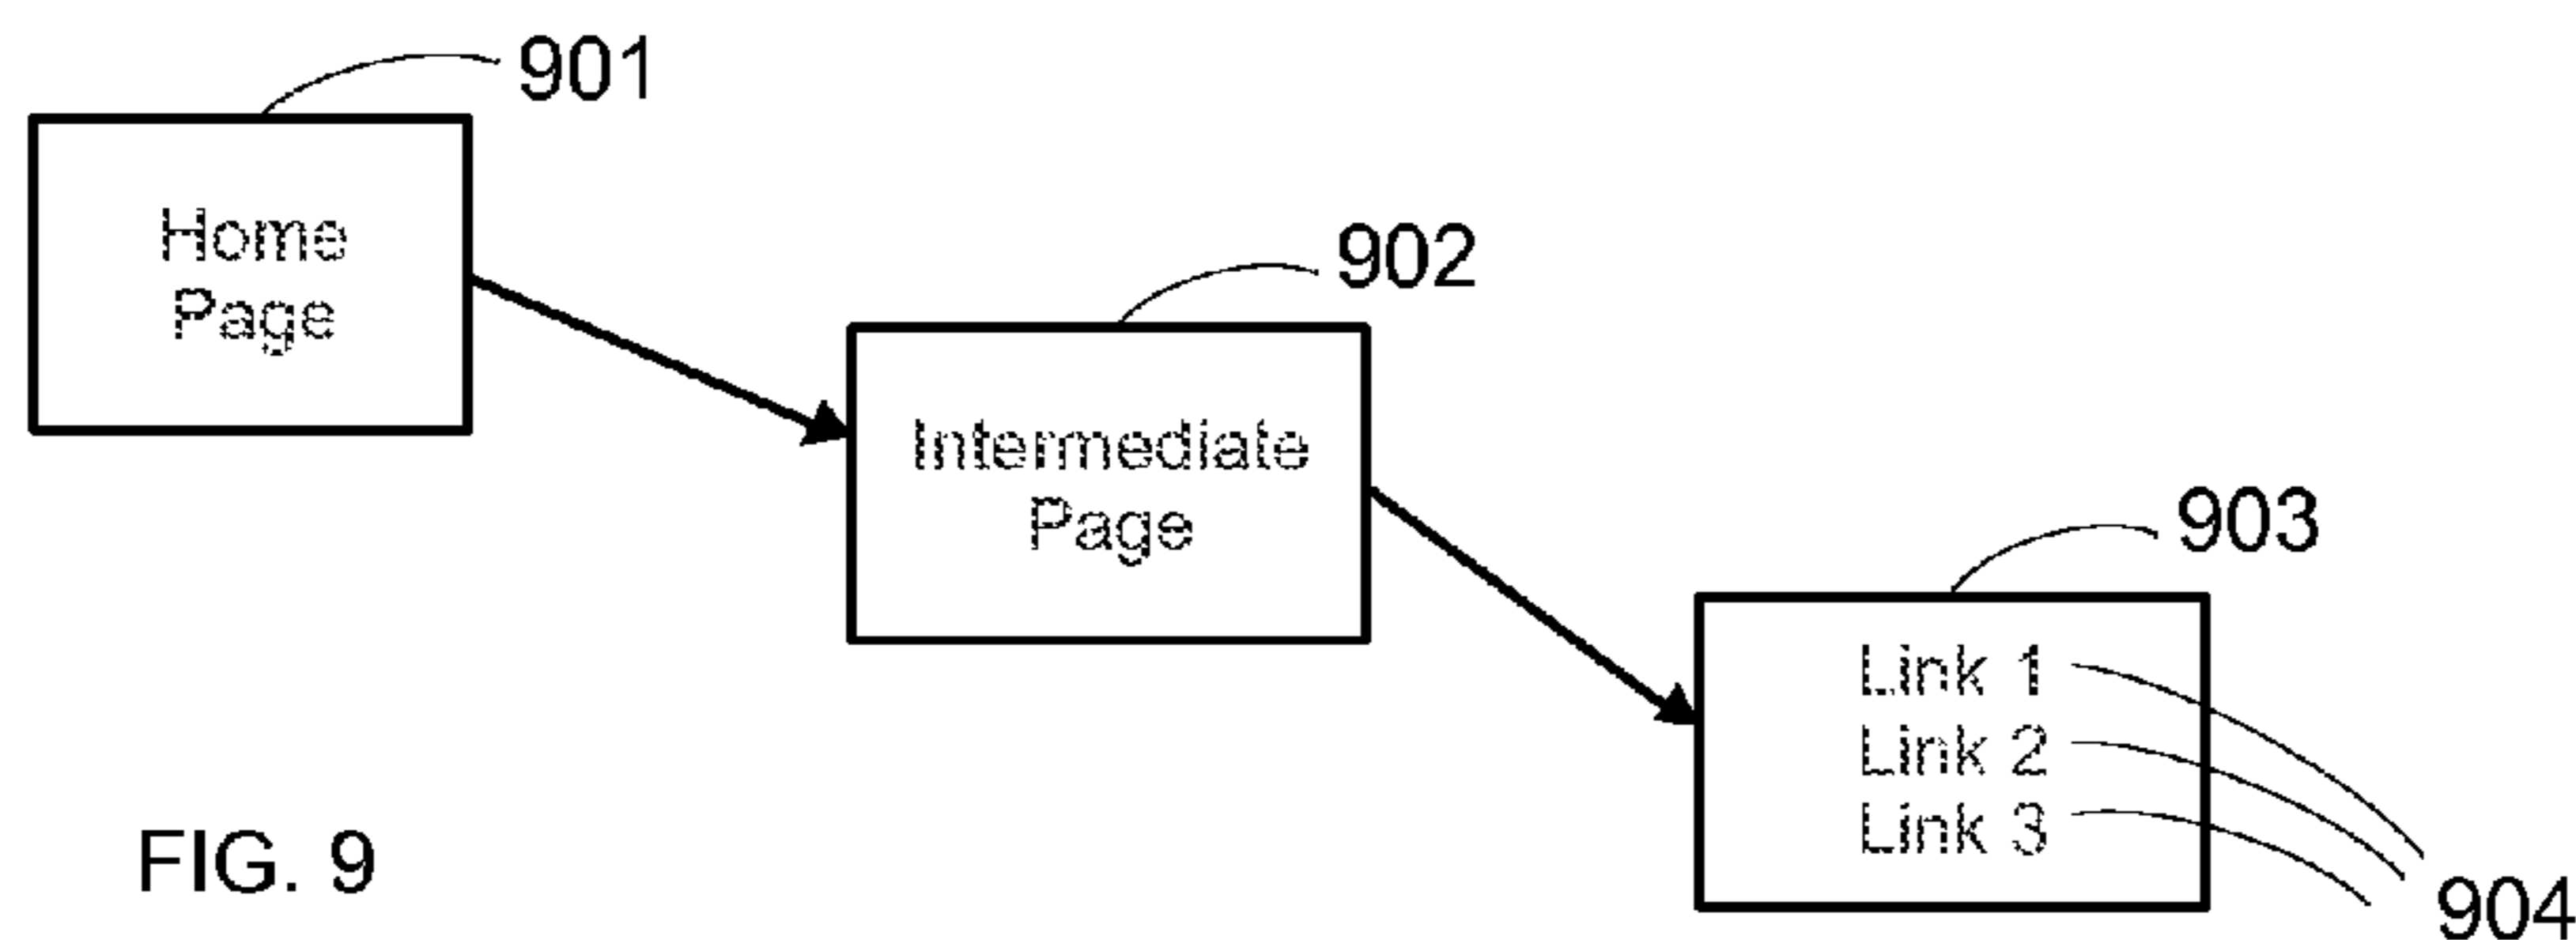 901
Home
Page
902
Intermediate
Page
903
Link 1
Link 2
Link 3
904
FIG. 9